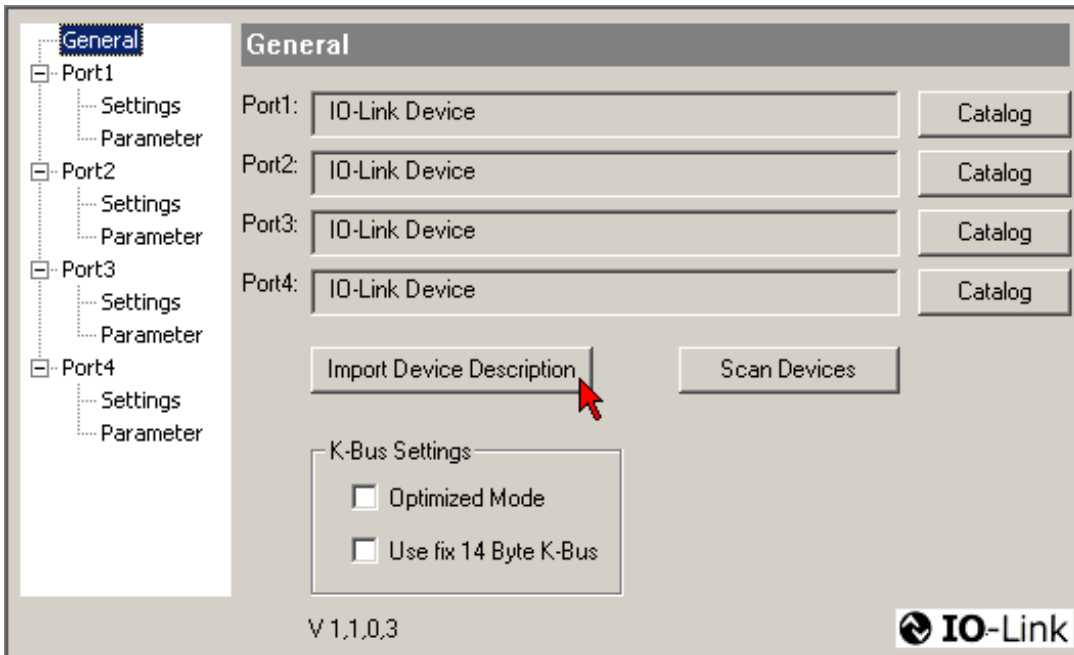 General
Port1
Settings
Parameter
Port2
Settings
Parameter
Port3
Settings
Parameter
Port4
Settings
Parameter
General
Port1: IO-Link Device Catalog
Port2: IO-Link Device Catalog
Port3: IO-Link Device Catalog
Port4: IO-Link Device Catalog
Import Device Description Scan Devices
K-Bus Settings
Optimized Mode
Use fix 14 Byte K-Bus
V 1,1,0,3
IO-Link